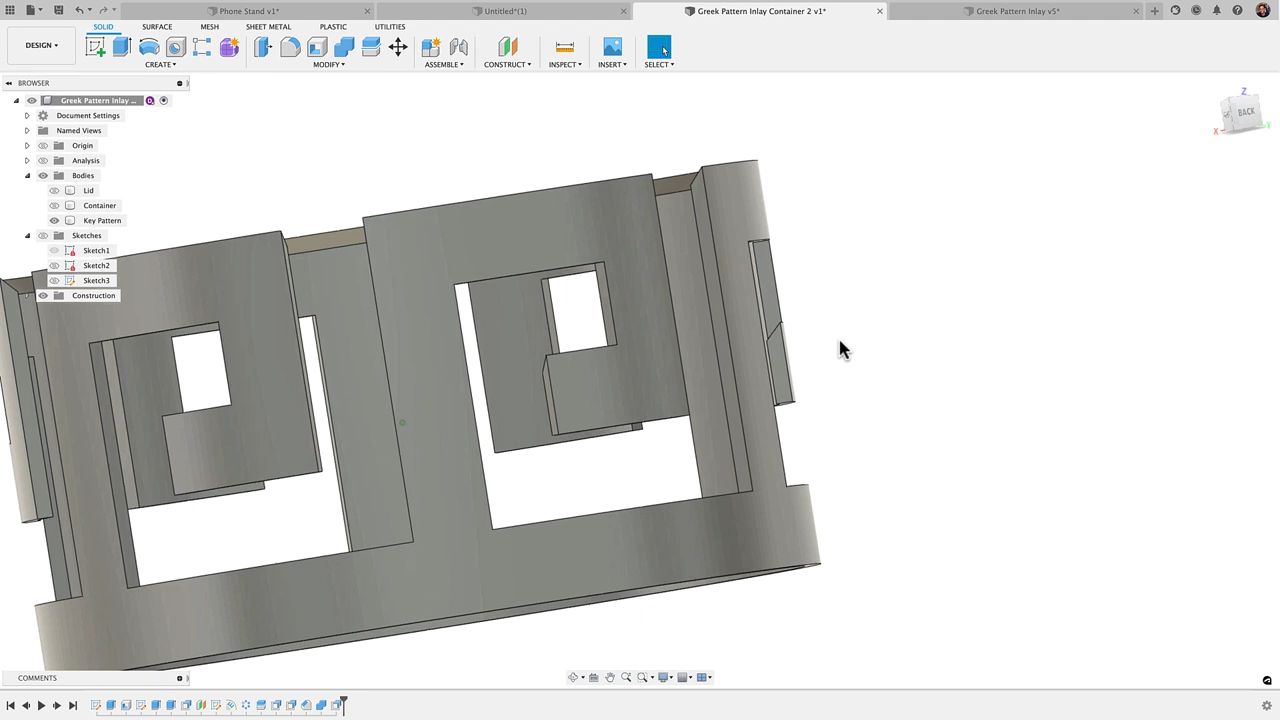 Phone Stand v1*
Untitled*(1)
Greek Pattern Inlay Container 2 v1*
Greek Pattern Inlay v5*
DESIGN
SOLID
SURFACE
MESH
SHEET METAL
PLASTIC
UTILITIES
CREATE
MODIFY
ASSEMBLE
CONSTRUCT
INSPECT
INSERT
SELECT
BROWSER
Greek Pattern Inlay ...
Document Settings
Named Views
Origin
Analysis
Bodies
Lid
Container
Key Pattern
Sketches
Sketch1
Sketch2
Sketch3
Construction
Z
BACK
X
Y
COMMENTS